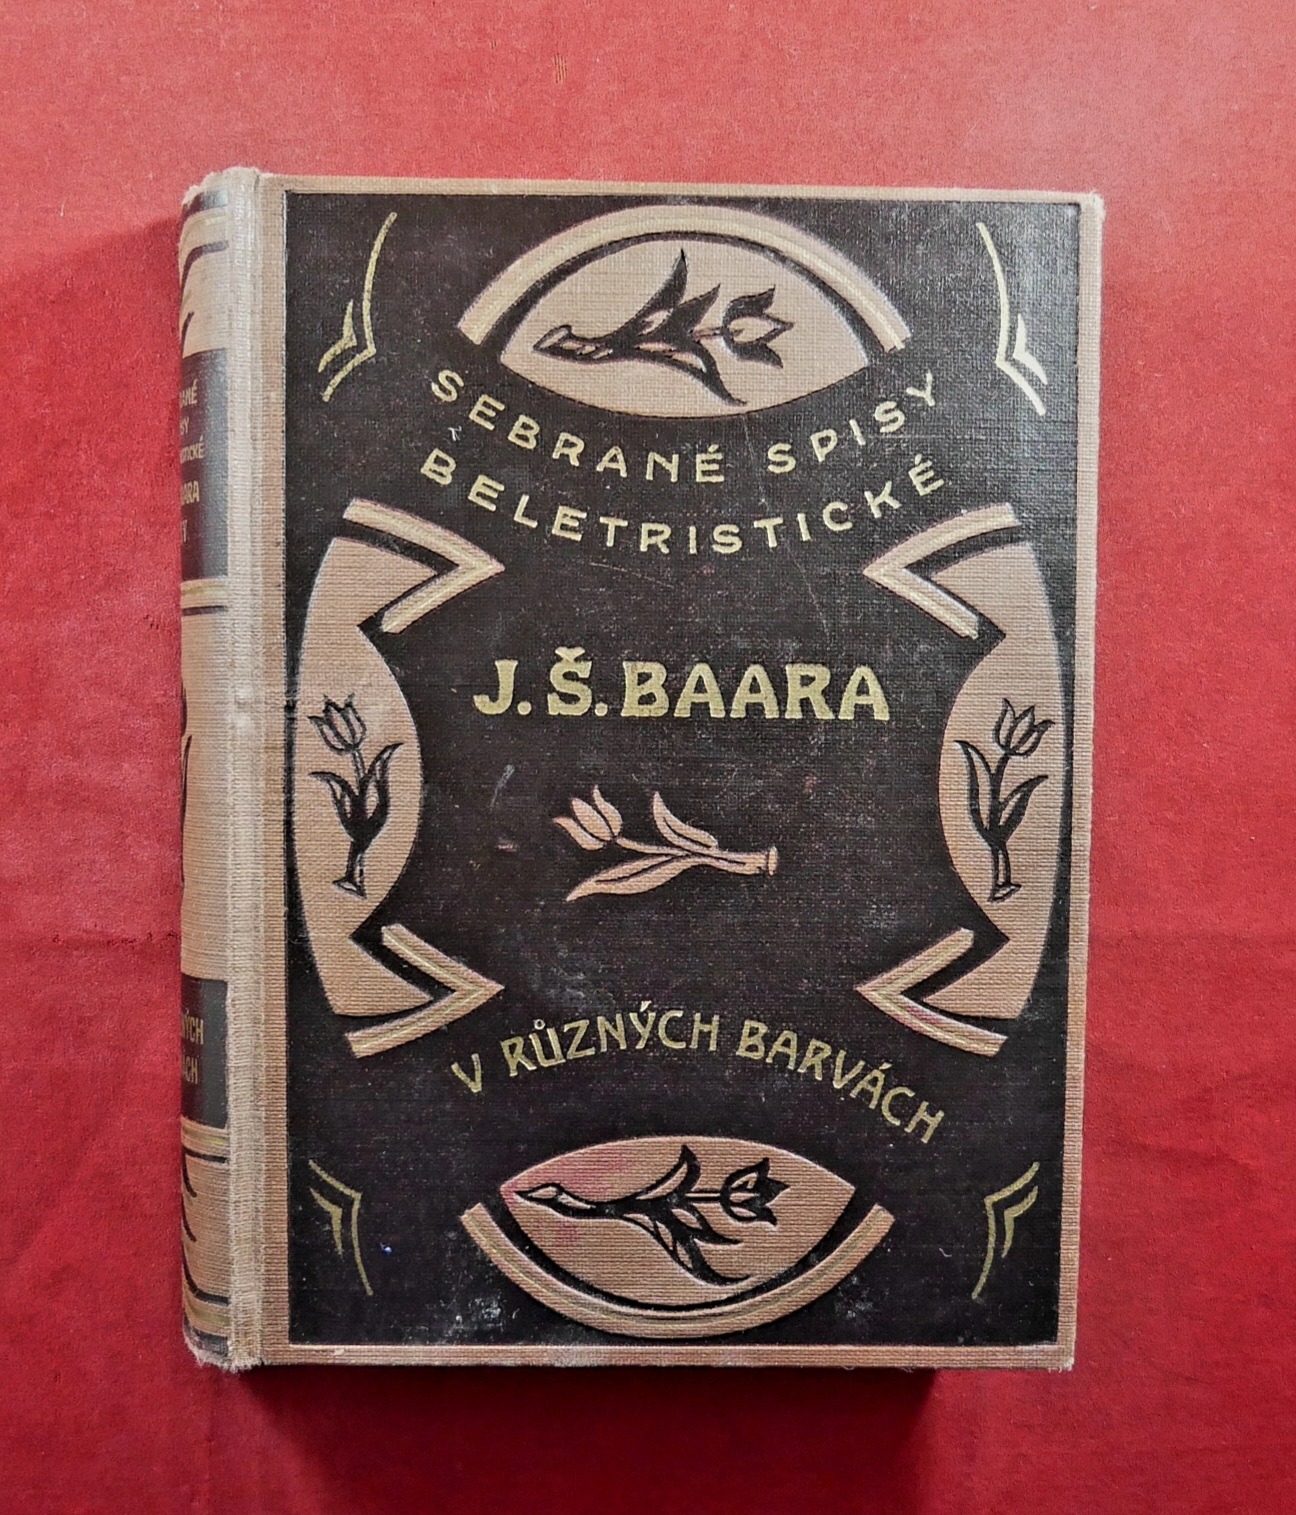 SEBRANÉ SPISY
BELETRISTICKÉ
J. Š. BAARA
V RŮZNÝCH BARVÁCH